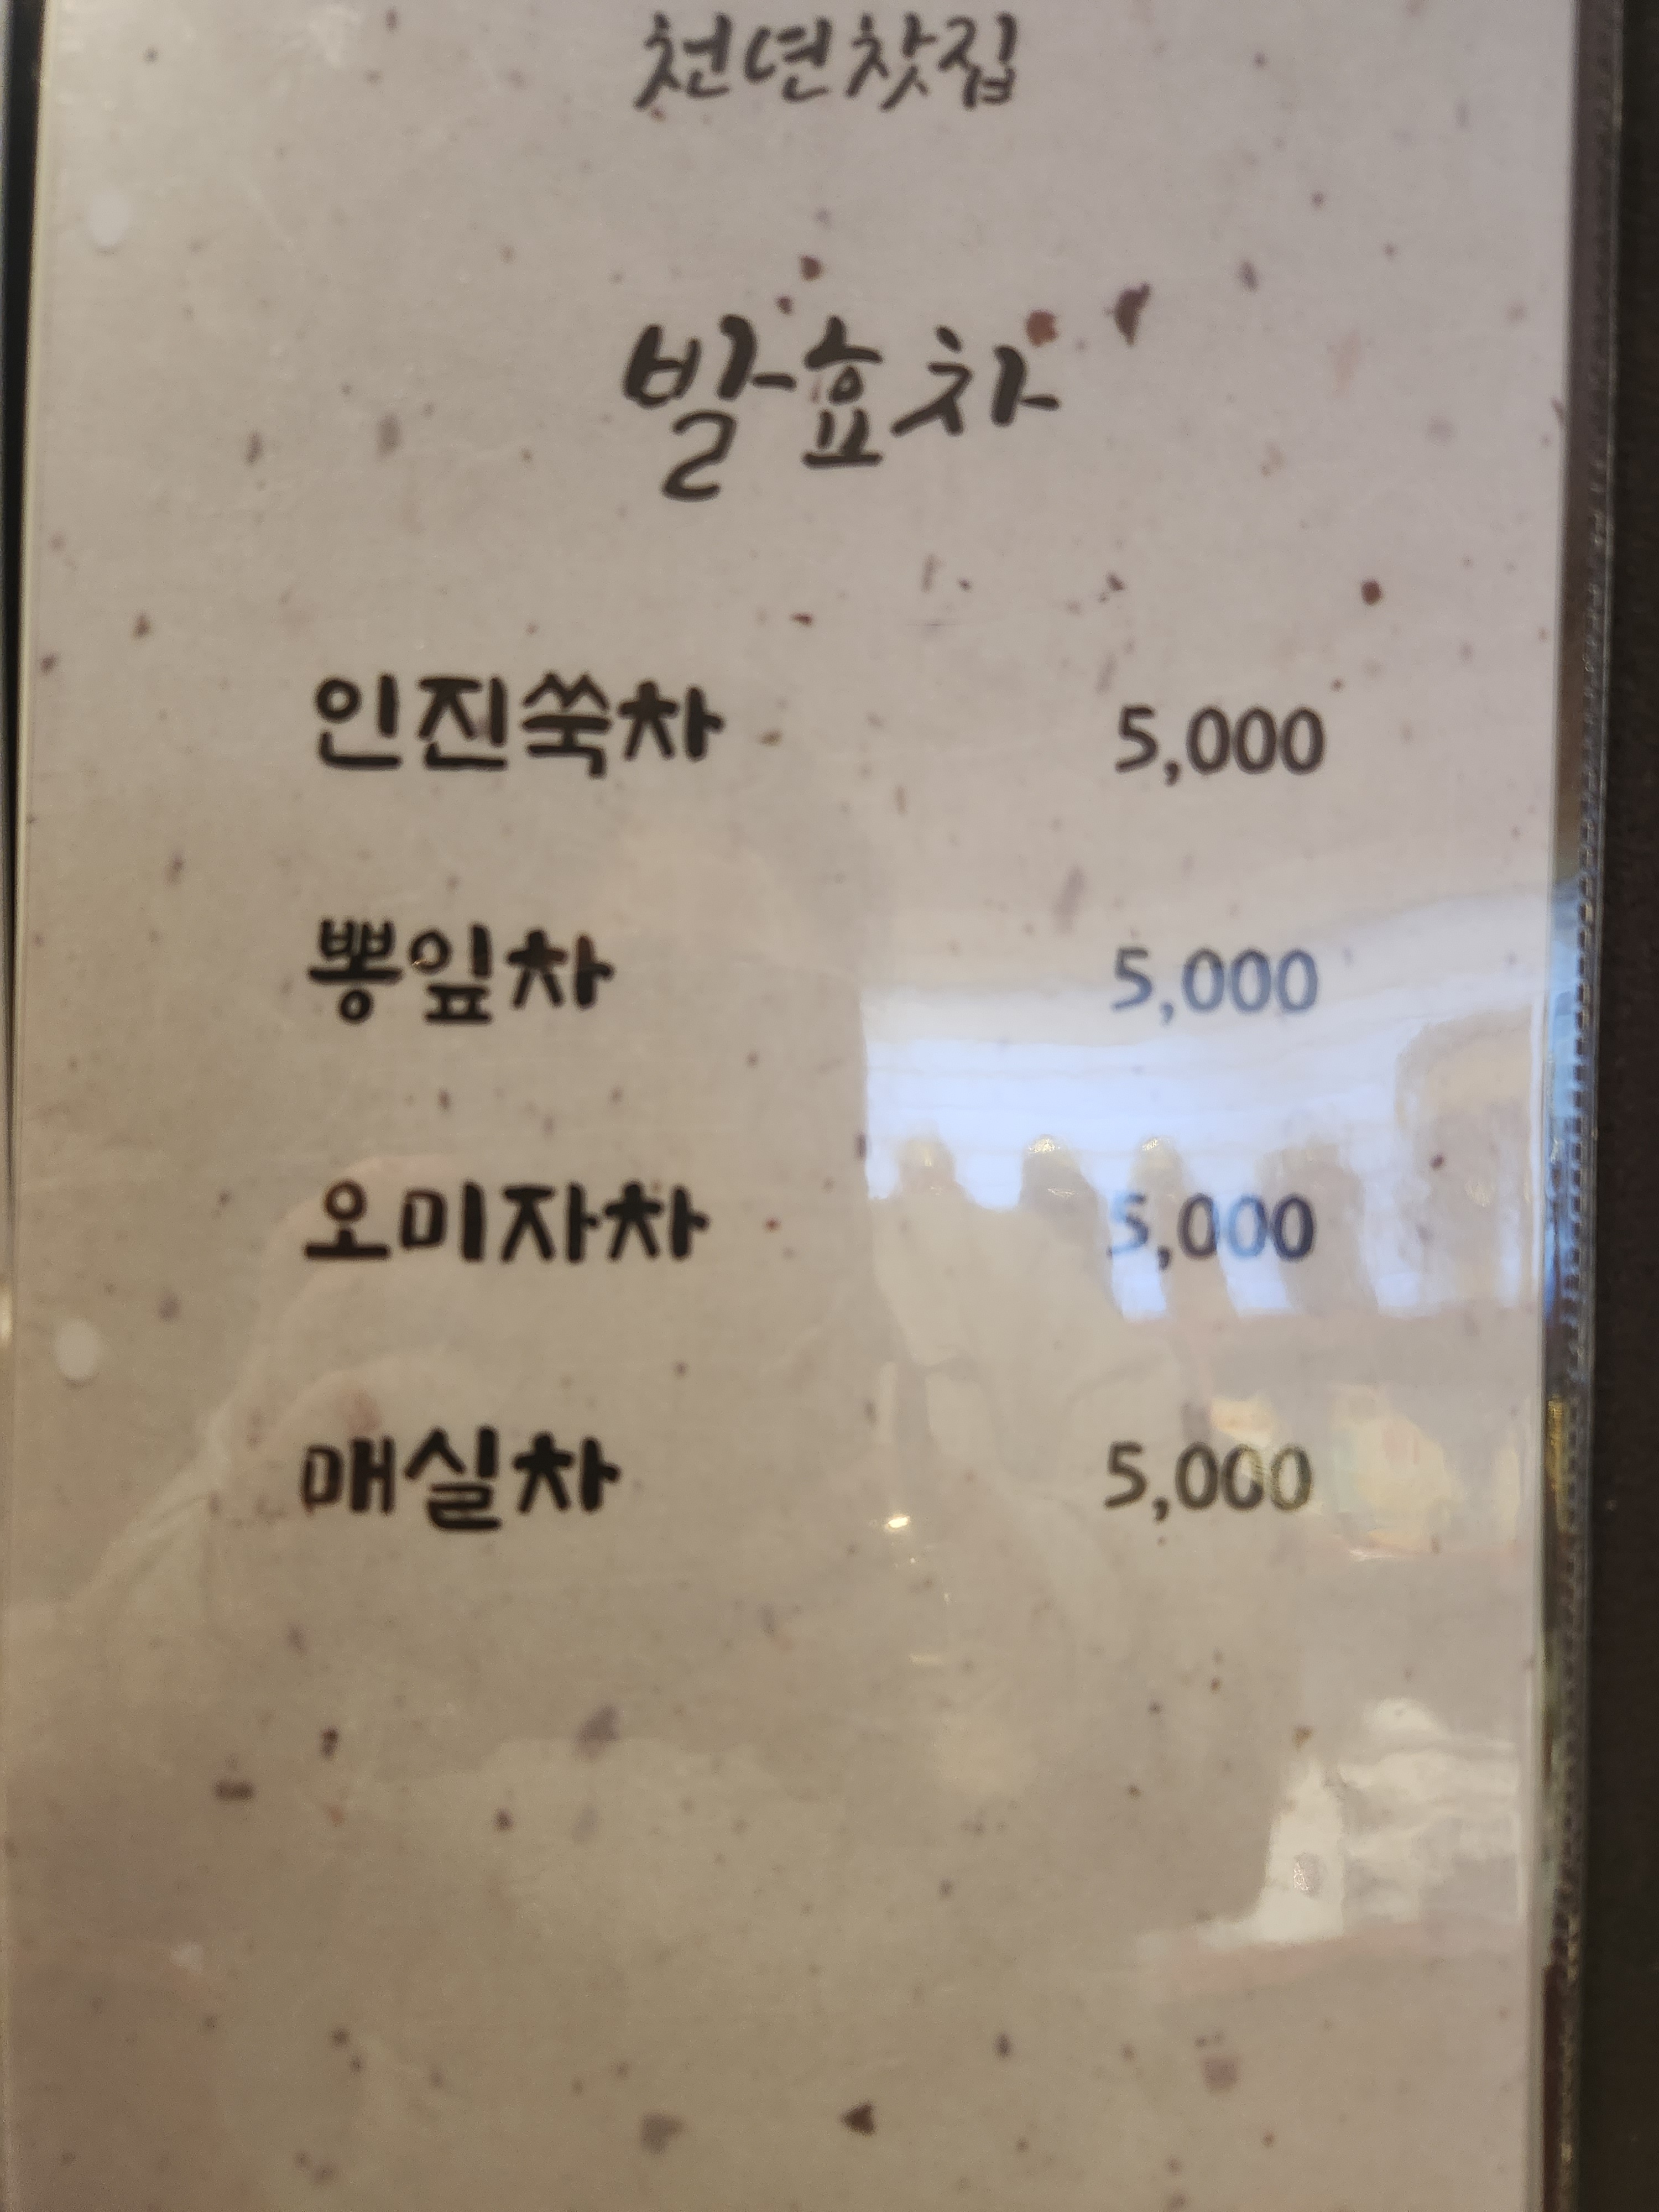 천년찻집
발효차
인진쑥차 5,000
뽕잎차 5,000
오미자차 5,000
매실차 5,000